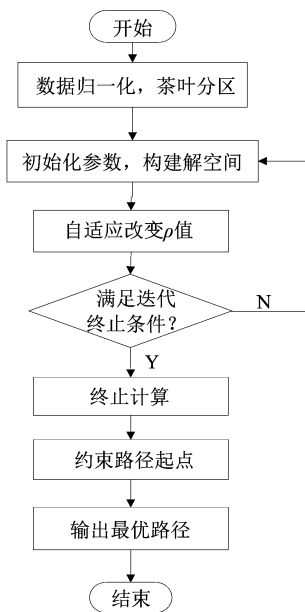 开始
数据归一化，茶叶分区
初始化参数，构建解空间
自适应改变ρ值
满足迭代
终止条件？
N
Y
终止计算
约束路径起点
输出最优路径
结束